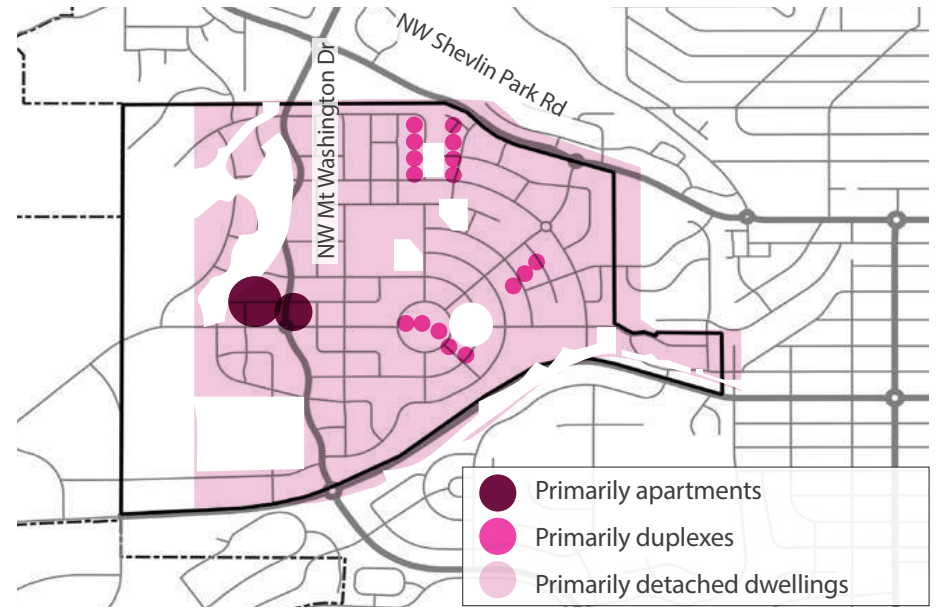 NW Shevlin Park Rd
NW Mt Washington Dr
Primarily apartments
Primarily duplexes
Primarily detached dwellings